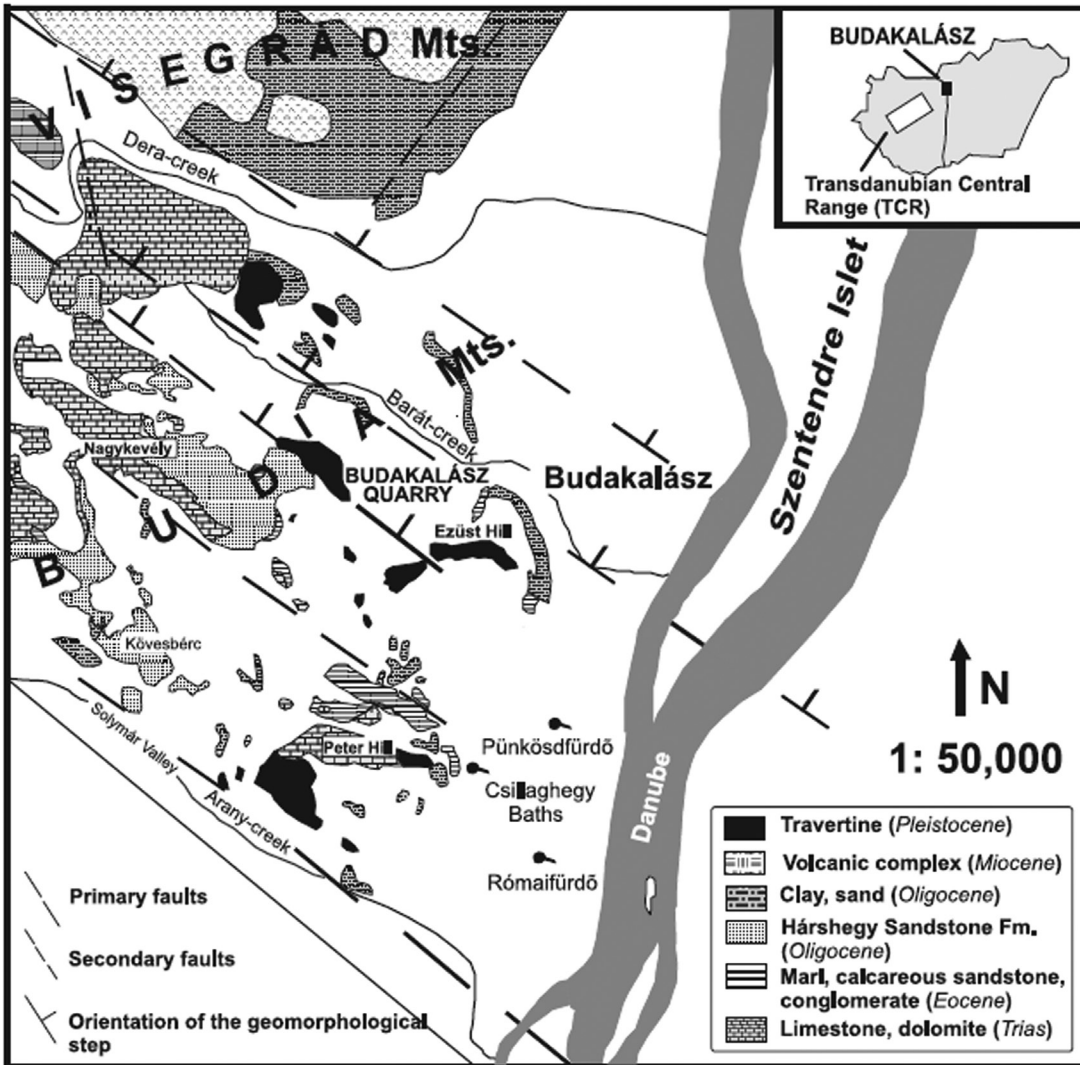 VISEGRÁD Mts.
BUDAKALÁSZ
Transdanubian Central
Range (TCR)
Dera-creek
Szentendre Islet
BUDA Mts.
Barát-creek
Nagykevély
BUDAKALÁSZ
QUARRY
Budakalász
Ezüst Hill
Kövesbérc
N
1: 50,000
Solymár Valley
Peter Hill
Pünkösdfürdő
Csillaghegy
Baths
Arany-creek
Rómaifürdő
Danube
Primary faults
Secondary faults
Orientation of the geomorphological
step
Travertine (Pleistocene)
Volcanic complex (Miocene)
Clay, sand (Oligocene)
Hárshegy Sandstone Fm.
(Oligocene)
Marl, calcareous sandstone,
conglomerate (Eocene)
Limestone, dolomite (Trias)